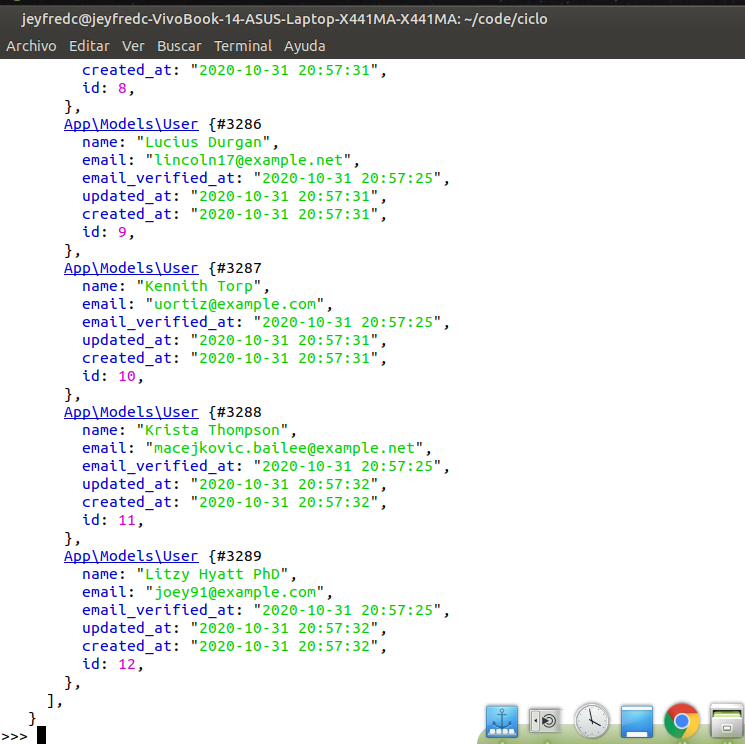 jeyfredc@jeyfredc-VivoBook-14-ASUS-Laptop-X441MA-X441MA: ~/code/ciclo
Archivo Editar Ver Buscar Terminal Ayuda
created_at: "2020-10-31 20:57:31",
id: 8,
},
App\Models\User {#3286
name: "Lucius Durgan",
email: "lincoln17@example.net",
email_verified_at: "2020-10-31 20:57:25",
updated_at: "2020-10-31 20:57:31",
created_at: "2020-10-31 20:57:31",
id: 9,
},
App\Models\User {#3287
name: "Kennith Torp",
email: "uortiz@example.com",
email_verified_at: "2020-10-31 20:57:25",
updated_at: "2020-10-31 20:57:31",
created_at: "2020-10-31 20:57:31",
id: 10,
},
App\Models\User {#3288
name: "Krista Thompson",
email: "macejkovic.bailee@example.net",
email_verified_at: "2020-10-31 20:57:25",
updated_at: "2020-10-31 20:57:32",
created_at: "2020-10-31 20:57:32",
id: 11,
},
App\Models\User {#3289
name: "Litzy Hyatt PhD",
email: "joey91@example.com",
email_verified_at: "2020-10-31 20:57:25",
updated_at: "2020-10-31 20:57:32",
created_at: "2020-10-31 20:57:32",
id: 12,
},
],
}
>>>